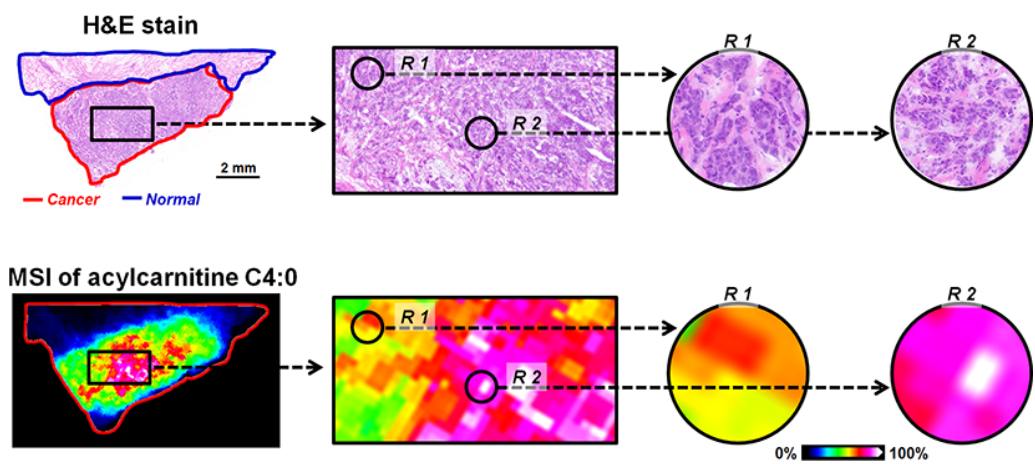 H&E stain
R 1
R 2
R 1
R 2
2 mm
Cancer
Normal
MSI of acylcarnitine C4:0
R 1
R 2
R 1
R 2
0%
100%